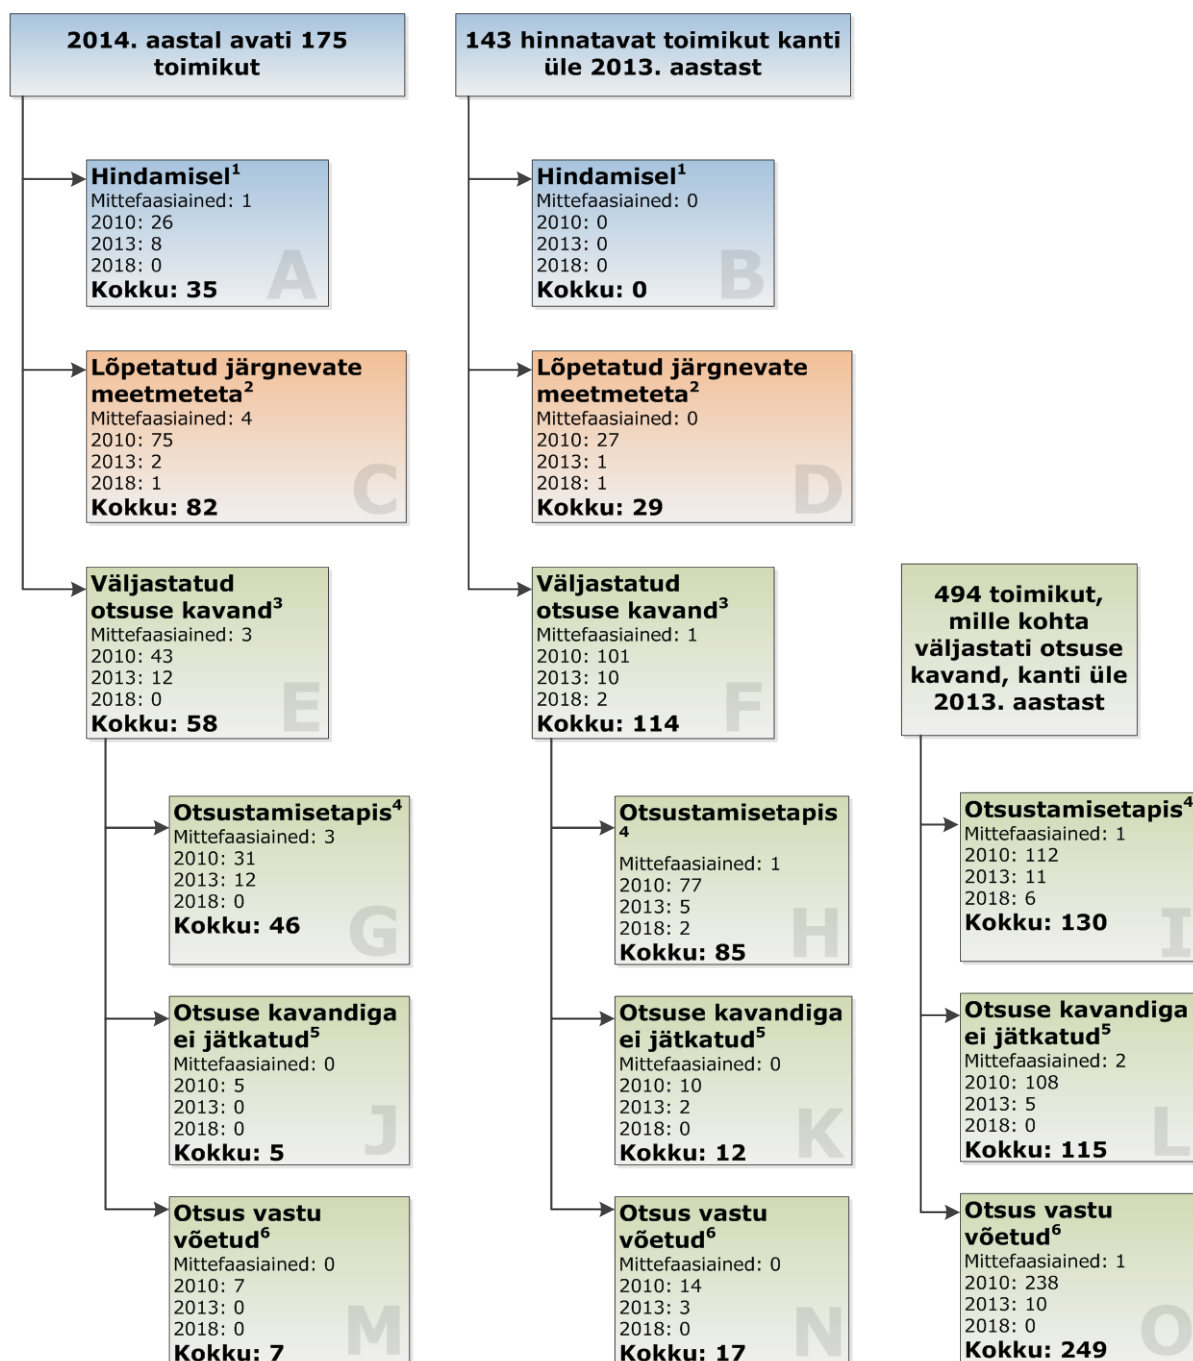 2014. aastal avati 175
toimikut
143 hinnatavat toimikut kanti
üle 2013. aastast
Hindamisel¹
Mittefaasiained: 1
2010: 26
2013: 8
2018: 0
Kokku: 35
A
Hindamisel¹
Mittefaasiained: 0
2010: 0
2013: 0
2018: 0
Kokku: 0
B
Lõpetatud järgnevate
meetmeteta²
Mittefaasiained: 4
2010: 75
2013: 2
2018: 1
Kokku: 82
C
Lõpetatud järgnevate
meetmeteta²
Mittefaasiained: 0
2010: 27
2013: 1
2018: 1
Kokku: 29
D
Väljastatud
otsuse kavand³
Mittefaasiained: 3
2010: 43
2013: 12
2018: 0
Kokku: 58
E
Väljastatud
otsuse kavand³
Mittefaasiained: 1
2010: 101
2013: 10
2018: 2
Kokku: 114
F
494 toimikut,
mille kohta
väljastati otsuse
kavand, kanti üle
2013. aastast
Otsustamisetapis⁴
Mittefaasiained: 3
2010: 31
2013: 12
2018: 0
Kokku: 46
G
Otsustamisetapis
⁴
Mittefaasiained: 1
2010: 77
2013: 5
2018: 2
Kokku: 85
H
Otsustamisetapis⁴
Mittefaasiained: 1
2010: 112
2013: 11
2018: 6
Kokku: 130
I
Otsuse kavandiga
ei jätkatud⁵
Mittefaasiained: 0
2010: 5
2013: 0
2018: 0
Kokku: 5
J
Otsuse kavandiga
ei jätkatud⁵
Mittefaasiained: 0
2010: 10
2013: 2
2018: 0
Kokku: 12
K
Otsuse kavandiga
ei jätkatud⁵
Mittefaasiained: 2
2010: 108
2013: 5
2018: 0
Kokku: 115
L
Otsus vastu
võetud⁶
Mittefaasiained: 0
2010: 7
2013: 0
2018: 0
Kokku: 7
M
Otsus vastu
võetud⁶
Mittefaasiained: 0
2010: 14
2013: 3
2018: 0
Kokku: 17
N
Otsus vastu
võetud⁶
Mittefaasiained: 1
2010: 238
2013: 10
2018: 0
Kokku: 249
O